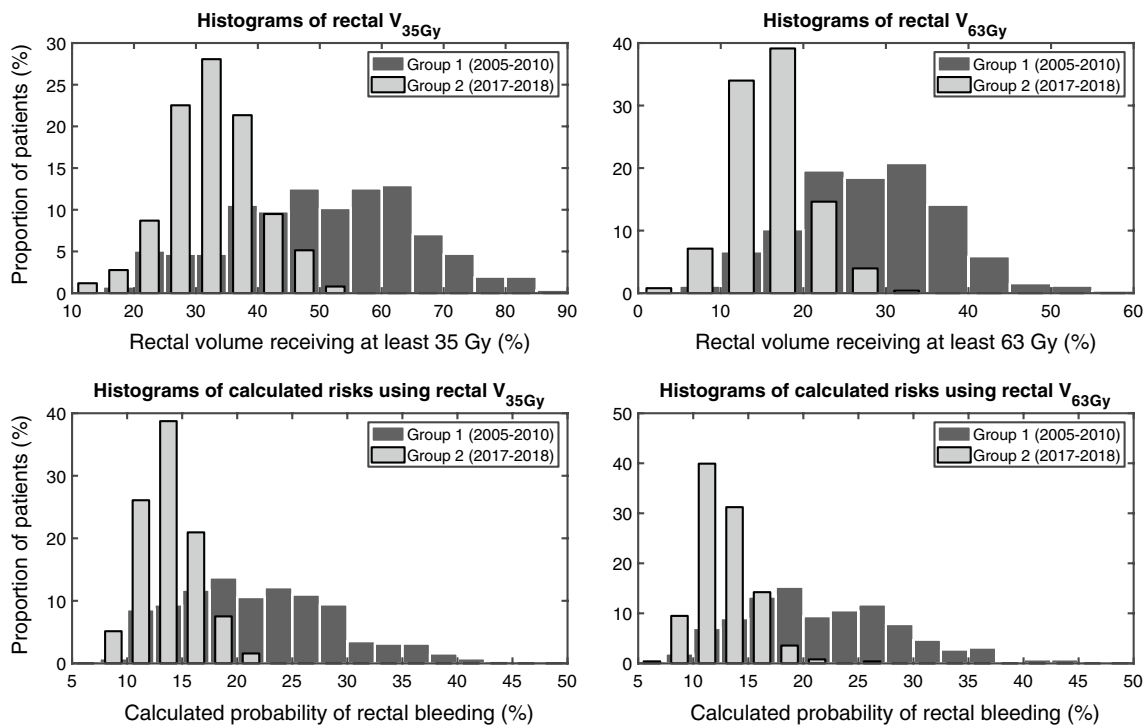 Histograms of rectal V35Gy
Proportion of patients (%)
30
25
20
15
10
5
0
Group 1 (2005-2010)
Group 2 (2017-2018)
10 20 30 40 50 60 70 80 90
Rectal volume receiving at least 35 Gy (%)
Histograms of rectal V63Gy
40
30
20
10
0
Group 1 (2005-2010)
Group 2 (2017-2018)
0 10 20 30 40 50 60
Rectal volume receiving at least 63 Gy (%)
Histograms of calculated risks using rectal V35Gy
Proportion of patients (%)
40
30
20
10
0
Group 1 (2005-2010)
Group 2 (2017-2018)
5 10 15 20 25 30 35 40 45 50
Calculated probability of rectal bleeding (%)
Histograms of calculated risks using rectal V63Gy
50
40
30
20
10
0
Group 1 (2005-2010)
Group 2 (2017-2018)
5 10 15 20 25 30 35 40 45 50
Calculated probability of rectal bleeding (%)